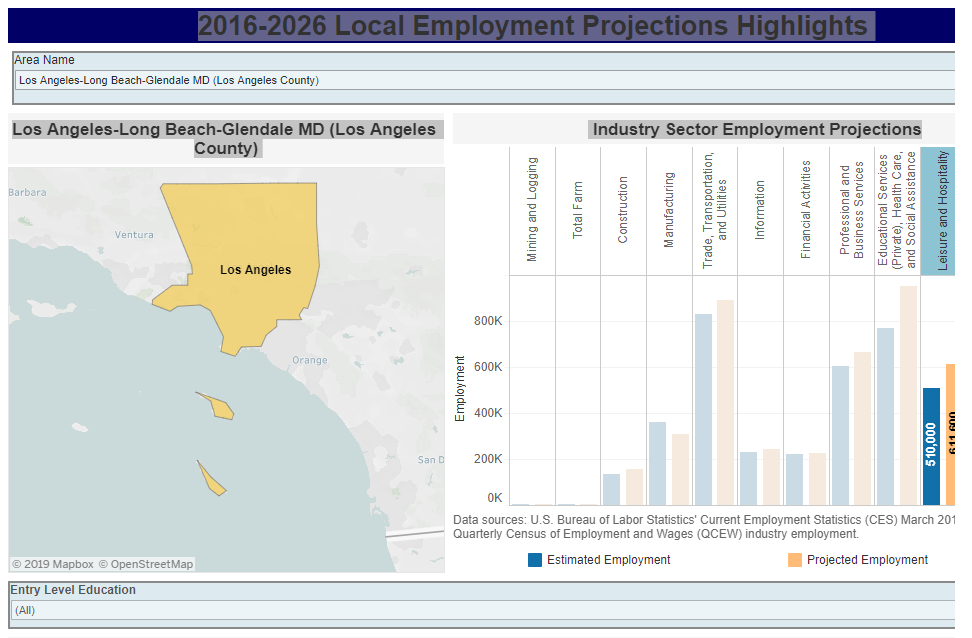 2016-2026 Local Employment Projections Highlights
Area Name
Los Angeles-Long Beach-Glendale MD (Los Angeles County)
Los Angeles-Long Beach-Glendale MD (Los Angeles
County)
Barbara
Ventura
Los Angeles
Orange
San D
© 2019 Mapbox © OpenStreetMap
Industry Sector Employment Projections
Mining and Logging
Total Farm
Construction
Manufacturing
Trade, Transportation,
and Utilities
Information
Financial Activities
Professional and
Business Services
Educational Services
(Private), Health Care,
and Social Assistance
Leisure and Hospitality
Employment
800K
600K
400K
200K
0K
510,000
611,600
Data sources: U.S. Bureau of Labor Statistics' Current Employment Statistics (CES) March 201
Quarterly Census of Employment and Wages (QCEW) industry employment.
Estimated Employment
Projected Employment
Entry Level Education
(All)